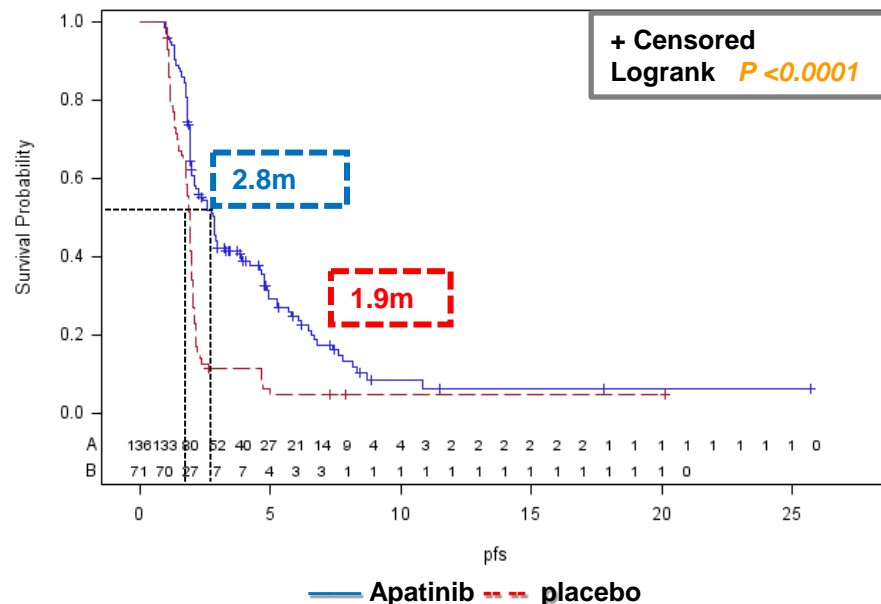 + Censored
Logrank P <0.0001
1.0
0.8
0.6
0.4
0.2
0.0
Survival Probability
2.8m
1.9m
A 136 133 80 52 40 27 21 14 9 4 4 3 2 2 2 2 2 2 1 1 1 1 1 1 1 1 0
B 71 70 27 7 7 4 3 3 1 1 1 1 1 1 1 1 1 1 1 1 1 0
0 5 10 15 20 25
pfs
Apatinib placebo